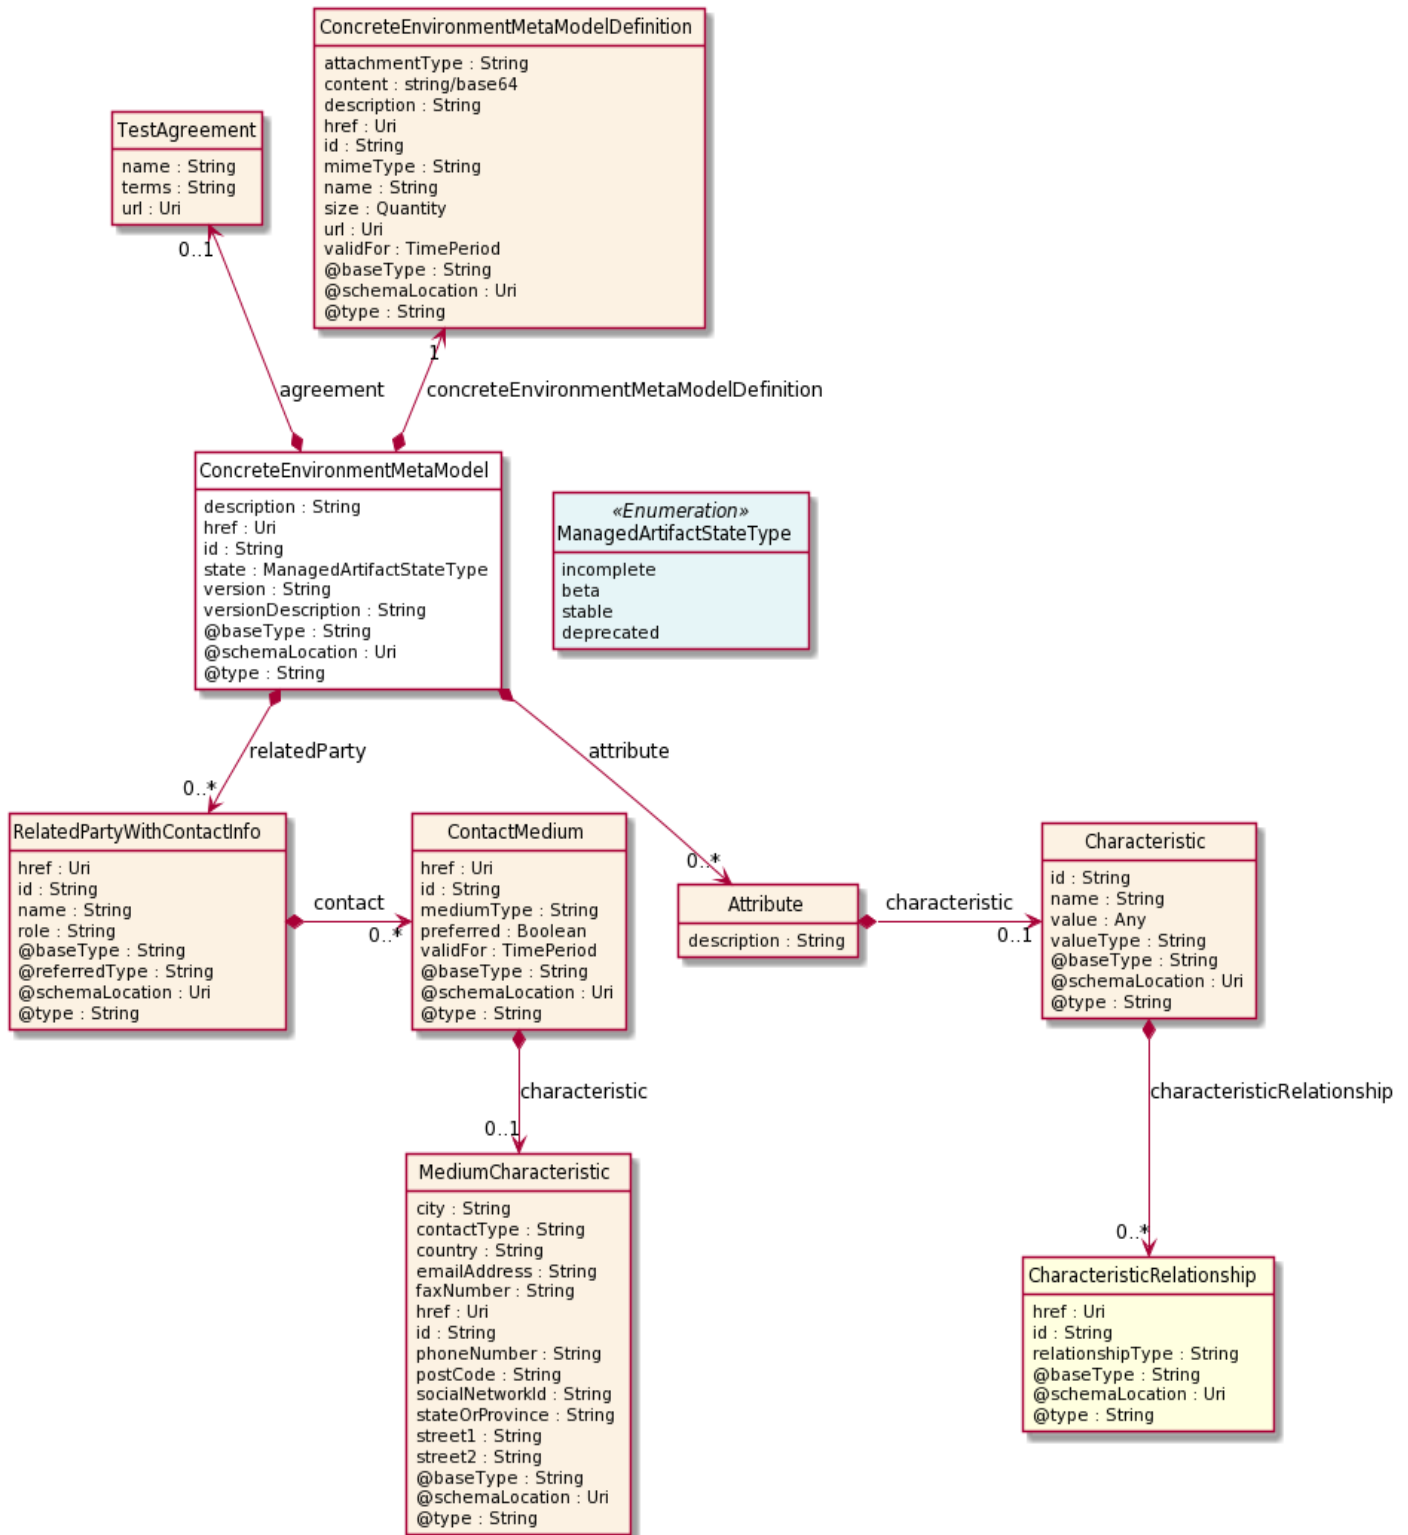 ConcreteEnvironmentMetaModelDefinition
attachmentType : String
content : string/base64
description : String
href : Uri
id : String
mimeType : String
name : String
size : Quantity
url : Uri
validFor : TimePeriod
@baseType : String
@schemaLocation : Uri
@type : String
TestAgreement
name : String
terms : String
url : Uri
0..1
1
agreement
concreteEnvironmentMetaModelDefinition
ConcreteEnvironmentMetaModel
description : String
href : Uri
id : String
state : ManagedArtifactStateType
version : String
versionDescription : String
@baseType : String
@schemaLocation : Uri
@type : String
«Enumeration»
ManagedArtifactStateType
incomplete
beta
stable
deprecated
relatedParty
attribute
0..*
0..*
RelatedPartyWithContactInfo
href : Uri
id : String
name : String
role : String
@baseType : String
@referredType : String
@schemaLocation : Uri
@type : String
contact
0..*
ContactMedium
href : Uri
id : String
mediumType : String
preferred : Boolean
validFor : TimePeriod
@baseType : String
@schemaLocation : Uri
@type : String
Attribute
description : String
characteristic
0..1
Characteristic
id : String
name : String
value : Any
valueType : String
@baseType : String
@schemaLocation : Uri
@type : String
characteristic
0..1
characteristicRelationship
0..*
MediumCharacteristic
city : String
contactType : String
country : String
emailAddress : String
faxNumber : String
href : Uri
id : String
phoneNumber : String
postCode : String
socialNetworkId : String
stateOrProvince : String
street1 : String
street2 : String
@baseType : String
@schemaLocation : Uri
@type : String
CharacteristicRelationship
href : Uri
id : String
relationshipType : String
@baseType : String
@schemaLocation : Uri
@type : String